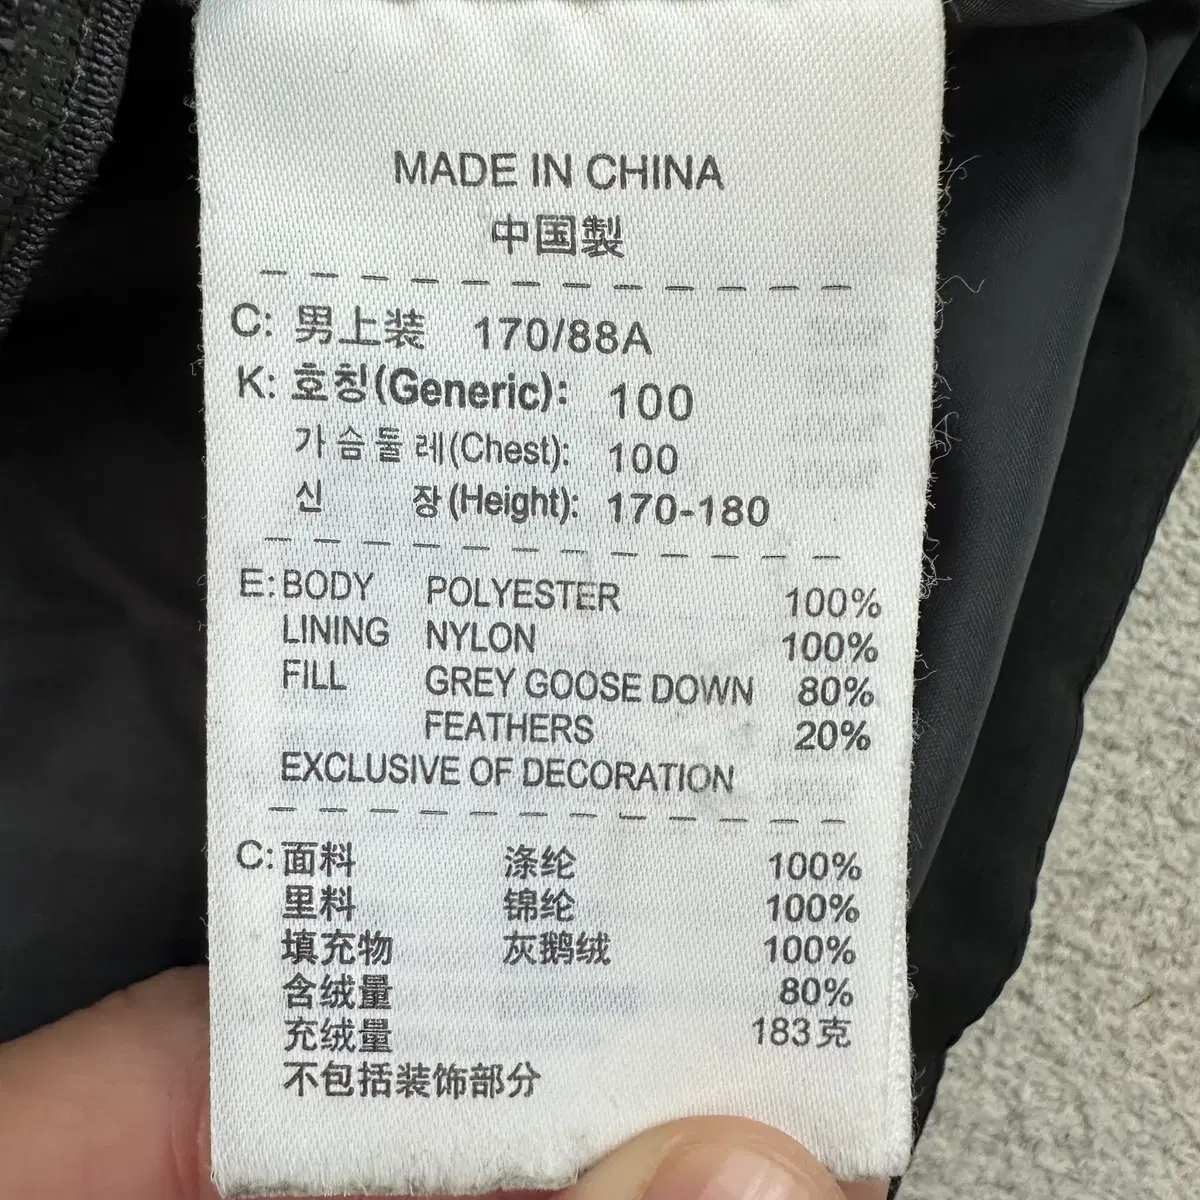 MADE IN CHINA
中国製
C: 男上装 170/88A
K: 호칭(Generic): 100
가슴둘레(Chest): 100
신 장(Height): 170-180
E: BODY POLYESTER 100%
LINING NYLON 100%
FILL GREY GOOSE DOWN 80%
FEATHERS 20%
EXCLUSIVE OF DECORATION
C: 面料 涤纶 100%
里料 锦纶 100%
填充物 灰鹅绒 100%
含绒量 80%
充绒量 183克
不包括装饰部分